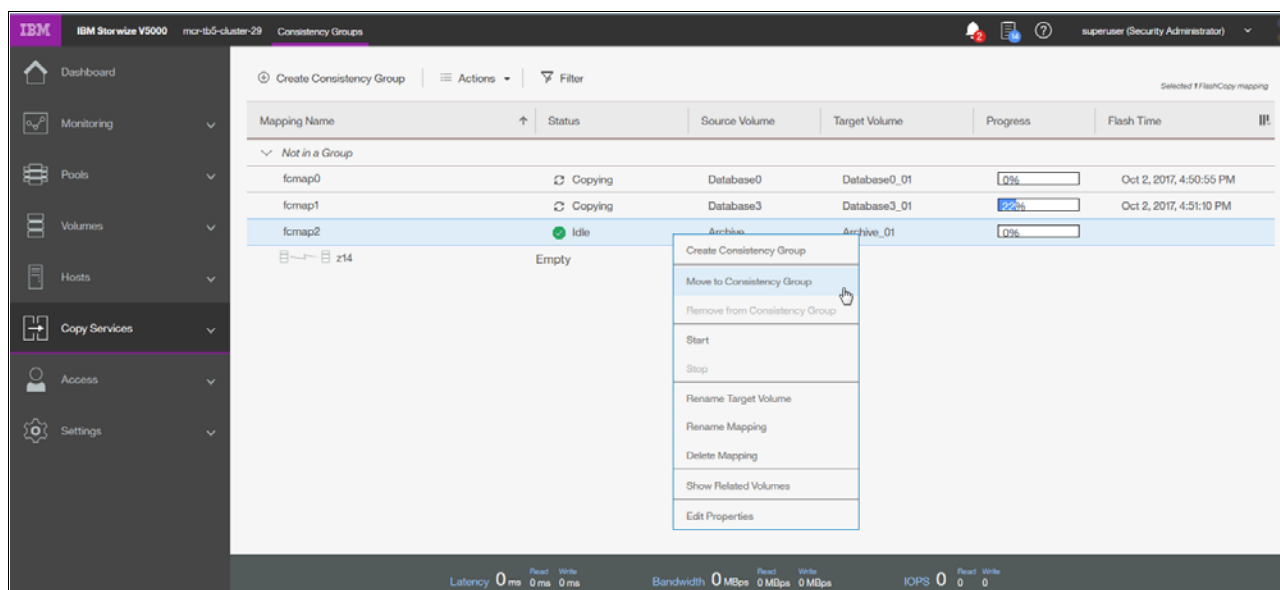 IBM IBM Storwize V5000 mcr-tb5-cluster-29 Consistency Groups 2 14 superuser (Security Administrator)
Dashboard
Monitoring
Pools
Volumes
Hosts
Copy Services
Access
Settings
Create Consistency Group Actions Filter
Selected 1 FlashCopy mapping
Mapping Name Status Source Volume Target Volume Progress Flash Time
Not in a Group
fcmap0 Copying Database0 Database0_01 0% Oct 2, 2017, 4:50:55 PM
fcmap1 Copying Database3 Database3_01 22% Oct 2, 2017, 4:51:10 PM
fcmap2 Idle Archive Archive_01 0%
z14 Empty
Create Consistency Group
Move to Consistency Group
Remove from Consistency Group
Start
Stop
Rename Target Volume
Rename Mapping
Delete Mapping
Show Related Volumes
Edit Properties
Read Write Read Write Read Write
Latency 0 ms 0 ms 0 ms Bandwidth 0 MBps 0 MBps 0 MBps IOPS 0 0 0